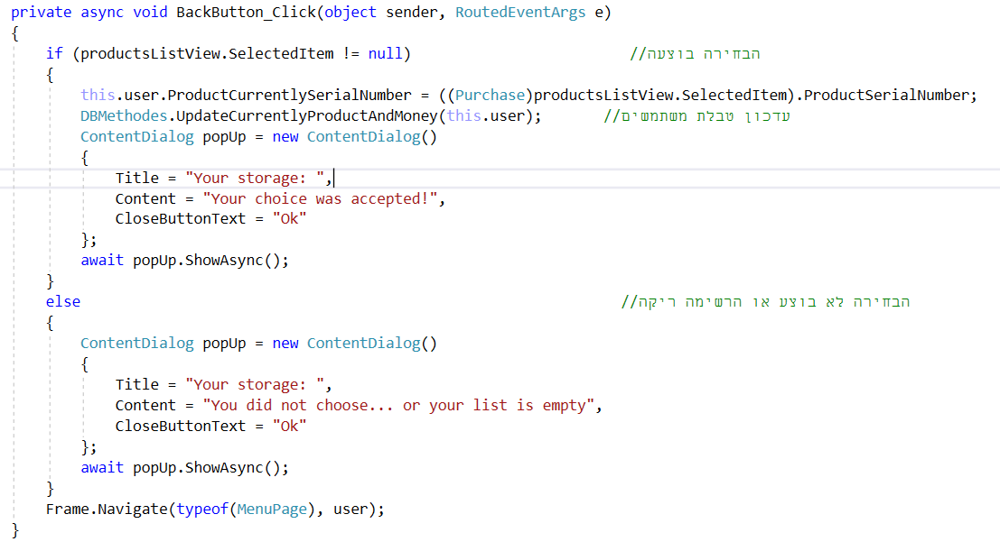 private async void BackButton_Click(object sender, RoutedEventArgs e)
{
if (productsListView.SelectedItem != null) //הבחירה בוצעה
{
this.user.ProductCurrentlySerialNumber = ((Purchase)productsListView.SelectedItem).ProductSerialNumber;
DBMethodes.UpdateCurrentlyProductAndMoney(this.user); //עדכון טבלת משתמשים
ContentDialog popUp = new ContentDialog()
{
Title = "Your storage: ",
Content = "Your choice was accepted!",
CloseButtonText = "Ok"
};
await popUp.ShowAsync();
}
else //הבחירה לא בוצע או הרשימה ריקה
{
ContentDialog popUp = new ContentDialog()
{
Title = "Your storage: ",
Content = "You did not choose... or your list is empty",
CloseButtonText = "Ok"
};
await popUp.ShowAsync();
}
Frame.Navigate(typeof(MenuPage), user);
}